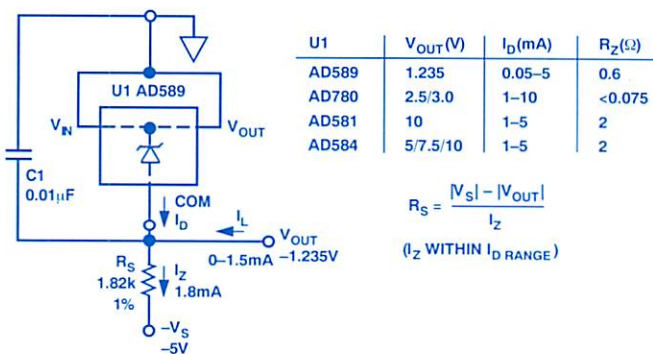 U1 AD589
V_IN
V_OUT
C1
0.01µF
COM
I_D
I_L
V_OUT
0–1.5mA –1.235V
R_S
1.82k
1%
I_Z
1.8mA
–V_S
–5V
U1 V_OUT(V) I_D(mA) R_Z(Ω)
AD589 1.235 0.05–5 0.6
AD780 2.5/3.0 1–10 <0.075
AD581 10 1–5 2
AD584 5/7.5/10 1–5 2
R_S = |V_S| – |V_OUT| / I_Z
(I_Z WITHIN I_D RANGE)